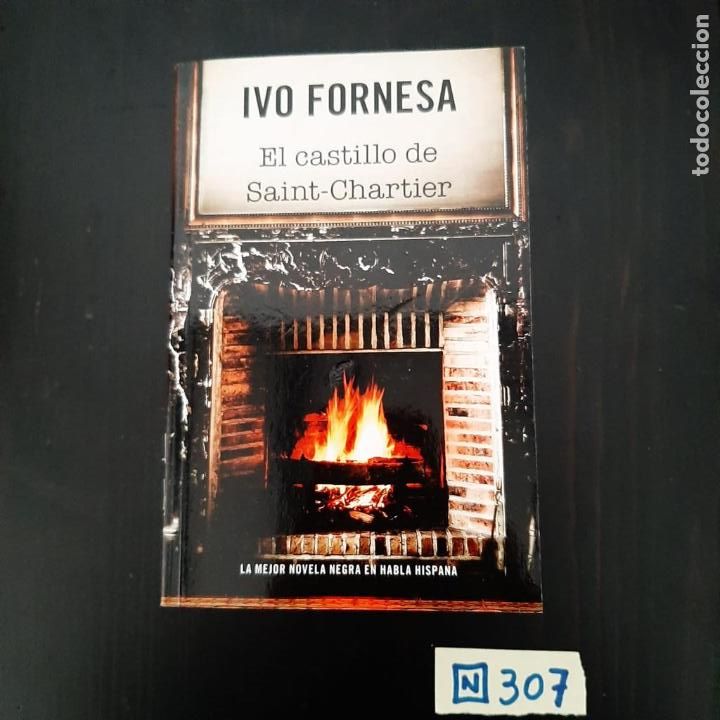 IVO FORNESA
El castillo de
Saint-Chartier
LA MEJOR NOVELA NEGRA EN HABLA HISPANA
N 307
todocoleccion